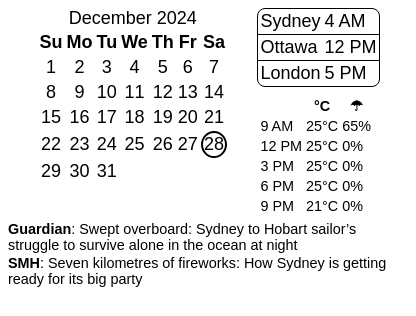 December 2024
Su Mo Tu We Th Fr Sa
1 2 3 4 5 6 7
8 9 10 11 12 13 14
15 16 17 18 19 20 21
22 23 24 25 26 27 28
29 30 31
Sydney 4 AM
Ottawa 12 PM
London 5 PM
°C ☂
9 AM 25°C 65%
12 PM 25°C 0%
3 PM 25°C 0%
6 PM 25°C 0%
9 PM 21°C 0%
Guardian: Swept overboard: Sydney to Hobart sailor’s
struggle to survive alone in the ocean at night
SMH: Seven kilometres of fireworks: How Sydney is getting
ready for its big party